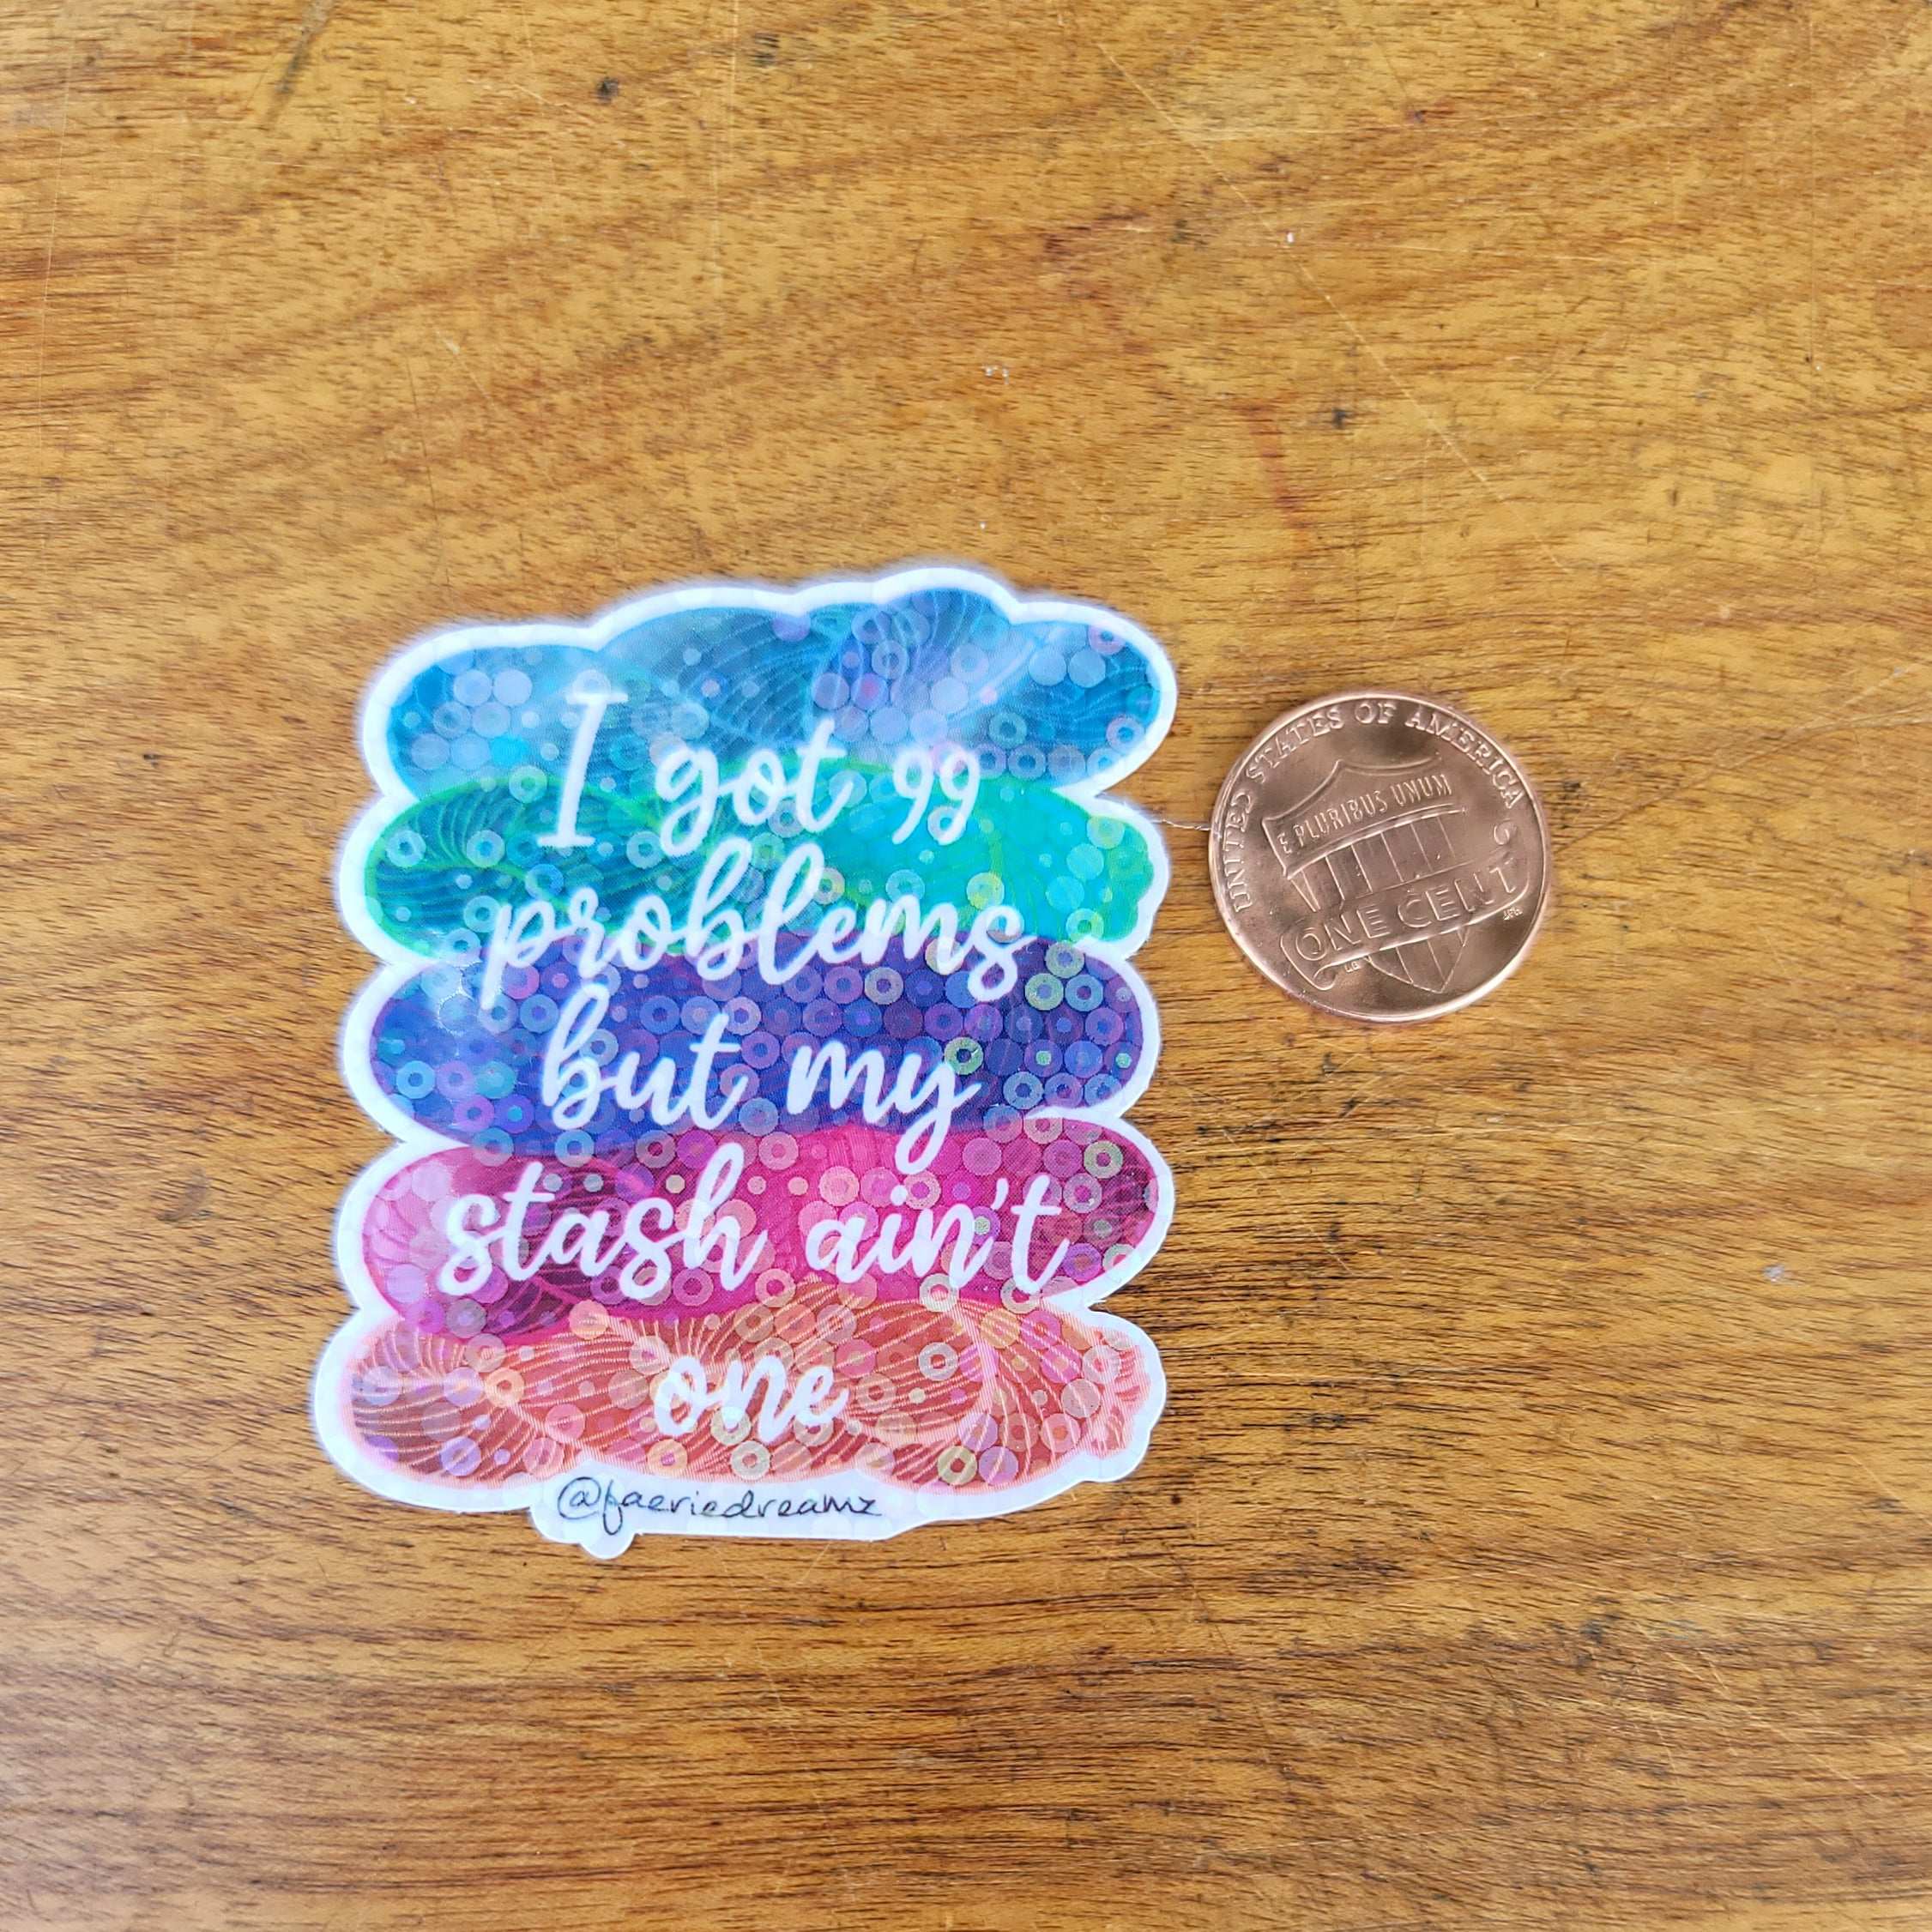 I got 99
problems
but my
stash ain't
one
@faeriedreamz
UNITED STATES OF AMERICA
E PLURIBUS UNUM
ONE CENT